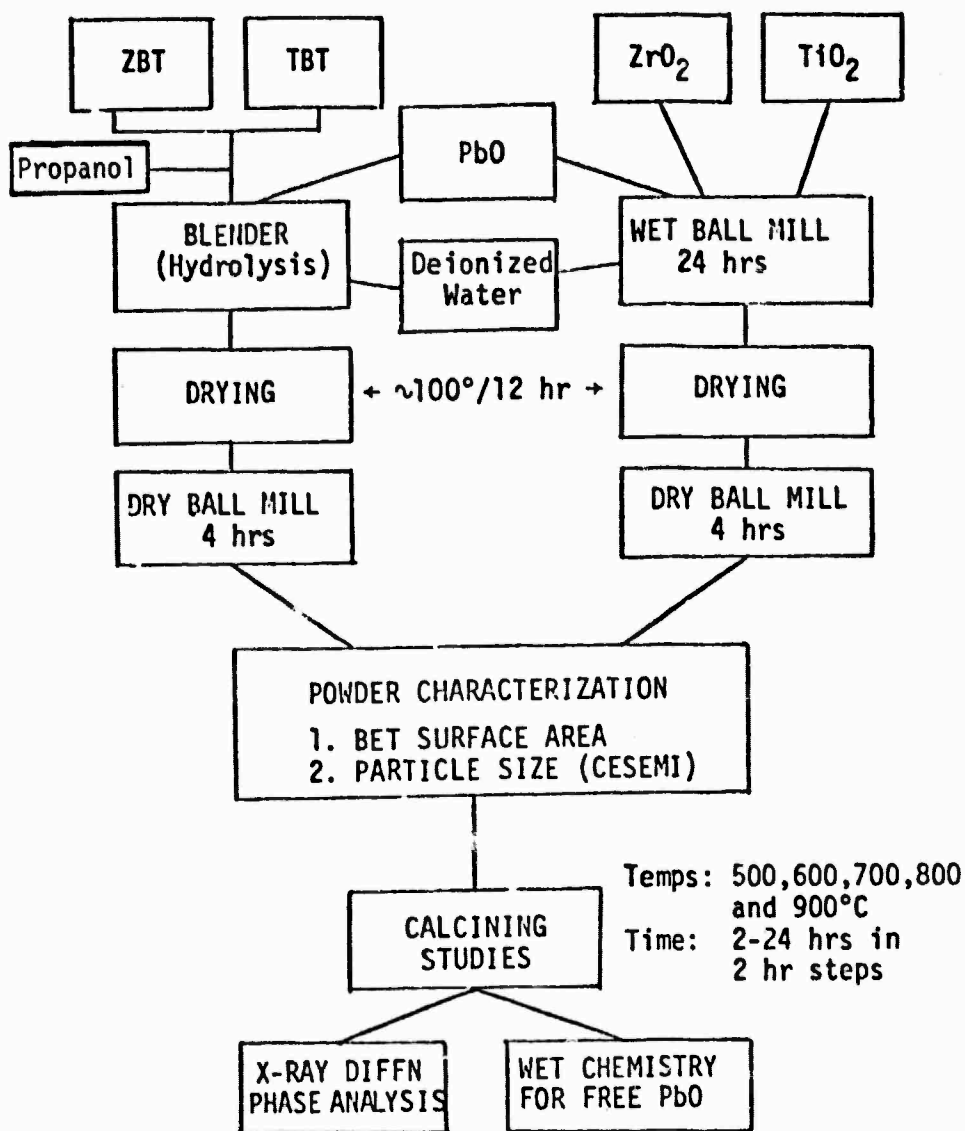 ZBT
TBT
ZrO2
TiO2
Propanol
PbO
BLENDER
(Hydrolysis)
Deionized
Water
WET BALL MILL
24 hrs
DRYING
← ~100°/12 hr →
DRYING
DRY BALL MILL
4 hrs
DRY BALL MILL
4 hrs
POWDER CHARACTERIZATION
1. BET SURFACE AREA
2. PARTICLE SIZE (CESEMI)
CALCINING
STUDIES
Temps: 500,600,700,800
and 900°C
Time: 2-24 hrs in
2 hr steps
X-RAY DIFFN
PHASE ANALYSIS
WET CHEMISTRY
FOR FREE PbO